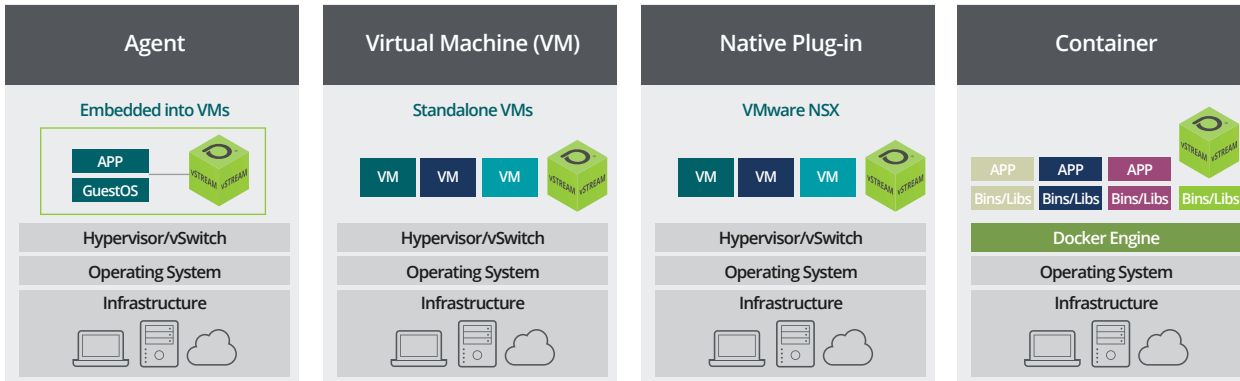 Agent
Embedded into VMs
APP
GuestOS
vSTREAM vSTREAM
Hypervisor/vSwitch
Operating System
Infrastructure
Virtual Machine (VM)
Standalone VMs
VM VM VM
vSTREAM vSTREAM
Hypervisor/vSwitch
Operating System
Infrastructure
Native Plug-in
VMware NSX
VM VM VM
vSTREAM vSTREAM
Hypervisor/vSwitch
Operating System
Infrastructure
Container
vSTREAM vSTREAM
APP APP APP
Bins/Libs Bins/Libs Bins/Libs Bins/Libs
Docker Engine
Operating System
Infrastructure